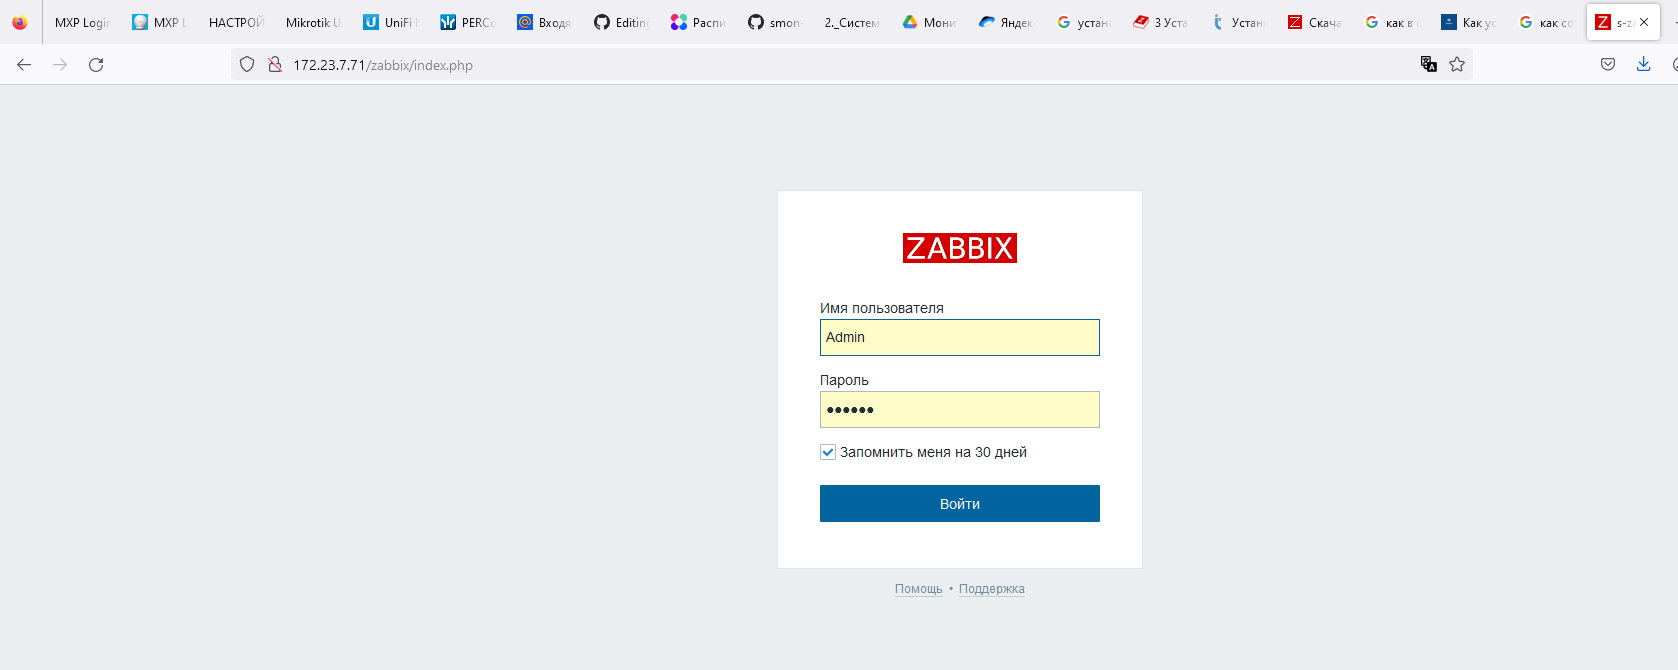 MXP Login MXP L НАСТРОЙ Mikrotik U UniFi PERCo Входя Editing Распи smon- 2._Систем Мони Яндек устано 3 Уста Устан Скача как в с Как ус как со s-za
172.23.7.71/zabbix/index.php
ZABBIX
Имя пользователя
Admin
Пароль
••••••
Запомнить меня на 30 дней
Войти
Помощь • Поддержка